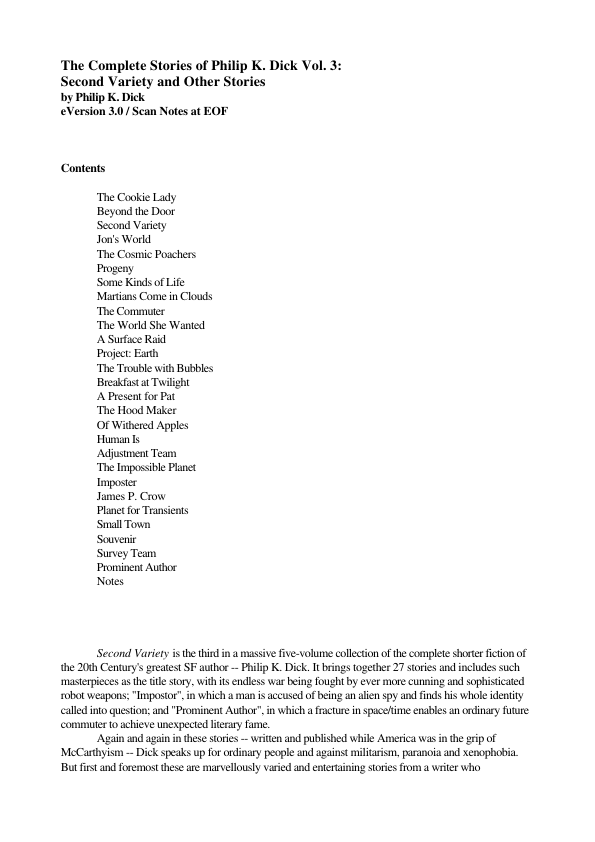 The Complete Stories of Philip K. Dick Vol. 3:
Second Variety and Other Stories
by Philip K. Dick
eVersion 3.0 / Scan Notes at EOF
Contents
The Cookie Lady
Beyond the Door
Second Variety
Jon's World
The Cosmic Poachers
Progeny
Some Kinds of Life
Martians Come in Clouds
The Commuter
The World She Wanted
A Surface Raid
Project: Earth
The Trouble with Bubbles
Breakfast at Twilight
A Present for Pat
The Hood Maker
Of Withered Apples
Human Is
Adjustment Team
The Impossible Planet
Imposter
James P. Crow
Planet for Transients
Small Town
Souvenir
Survey Team
Prominent Author
Notes
Second Variety is the third in a massive five-volume collection of the complete shorter fiction of
the 20th Century's greatest SF author -- Philip K. Dick. It brings together 27 stories and includes such
masterpieces as the title story, with its endless war being fought by ever more cunning and sophisticated
robot weapons; "Impostor", in which a man is accused of being an alien spy and finds his whole identity
called into question; and "Prominent Author", in which a fracture in space/time enables an ordinary future
commuter to achieve unexpected literary fame.
Again and again in these stories -- written and published while America was in the grip of
McCarthyism -- Dick speaks up for ordinary people and against militarism, paranoia and xenophobia.
But first and foremost these are marvellously varied and entertaining stories from a writer who